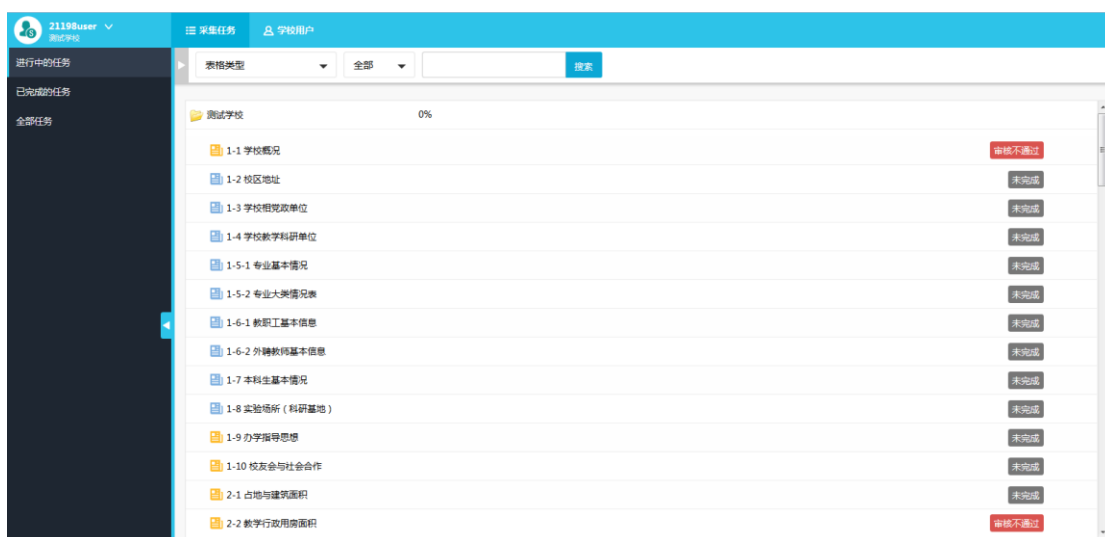 21198user
测试学校
采集任务 学校用户
进行中的任务
已完成的任务
全部任务
表格类型 全部 搜索
测试学校 0%
1-1 学校概况 审核不通过
1-2 校区地址 未完成
1-3 学校相党政单位 未完成
1-4 学校教学科研单位 未完成
1-5-1 专业基本情况 未完成
1-5-2 专业大类情况表 未完成
1-6-1 教职工基本信息 未完成
1-6-2 外聘教师基本信息 未完成
1-7 本科生基本情况 未完成
1-8 实验场所（科研基地） 未完成
1-9 办学指导思想 未完成
1-10 校友会与社会合作 未完成
2-1 占地与建筑面积 未完成
2-2 教学行政用房面积 审核不通过